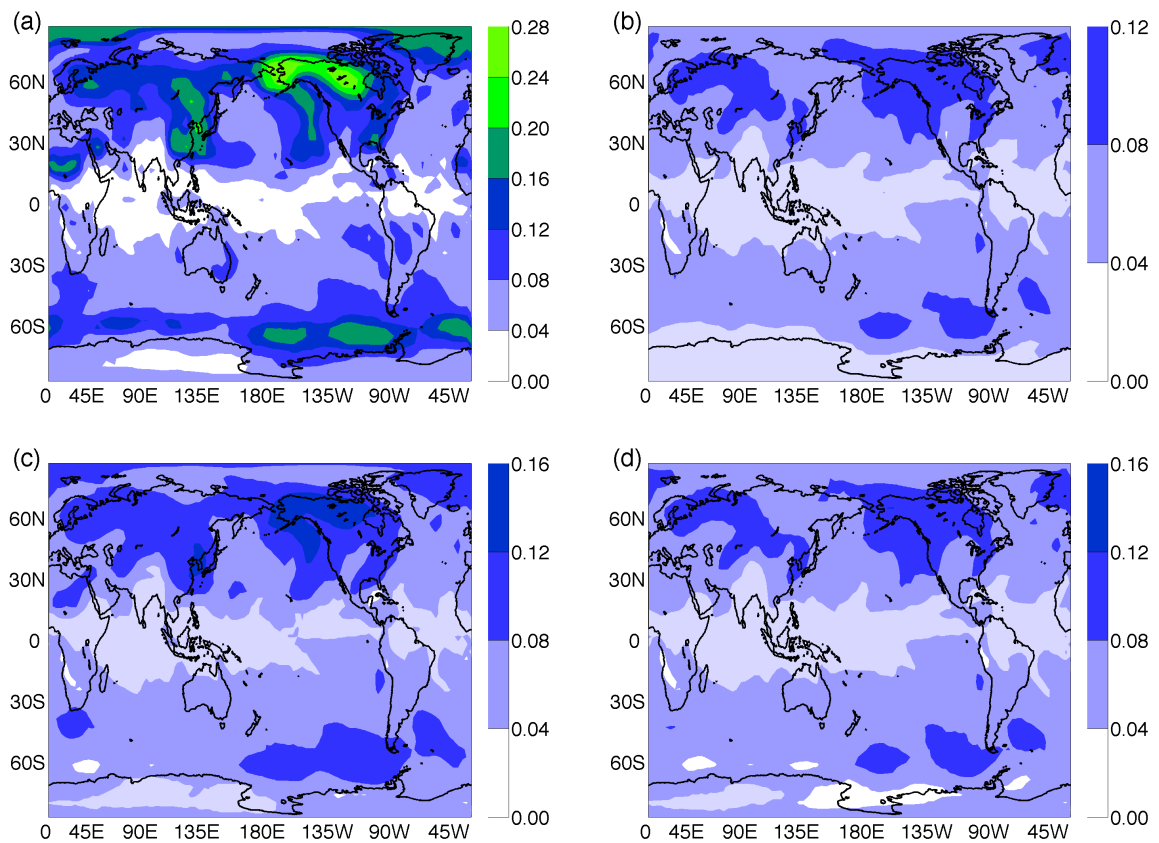 (a) (b)
0.28 0.12
60N 0.24 60N
30N 0.20 30N 0.08
0 0.16 0
30S 0.12 30S 0.04
0.08
60S 0.04 60S
0.00 0.00
0 45E 90E 135E 180E 135W 90W 45W 0 45E 90E 135E 180E 135W 90W 45W
(c) (d)
0.16 0.16
60N 0.12 60N 0.12
30N 30N
0 0.08 0 0.08
30S 30S
0.04 0.04
60S 60S
0.00 0.00
0 45E 90E 135E 180E 135W 90W 45W 0 45E 90E 135E 180E 135W 90W 45W